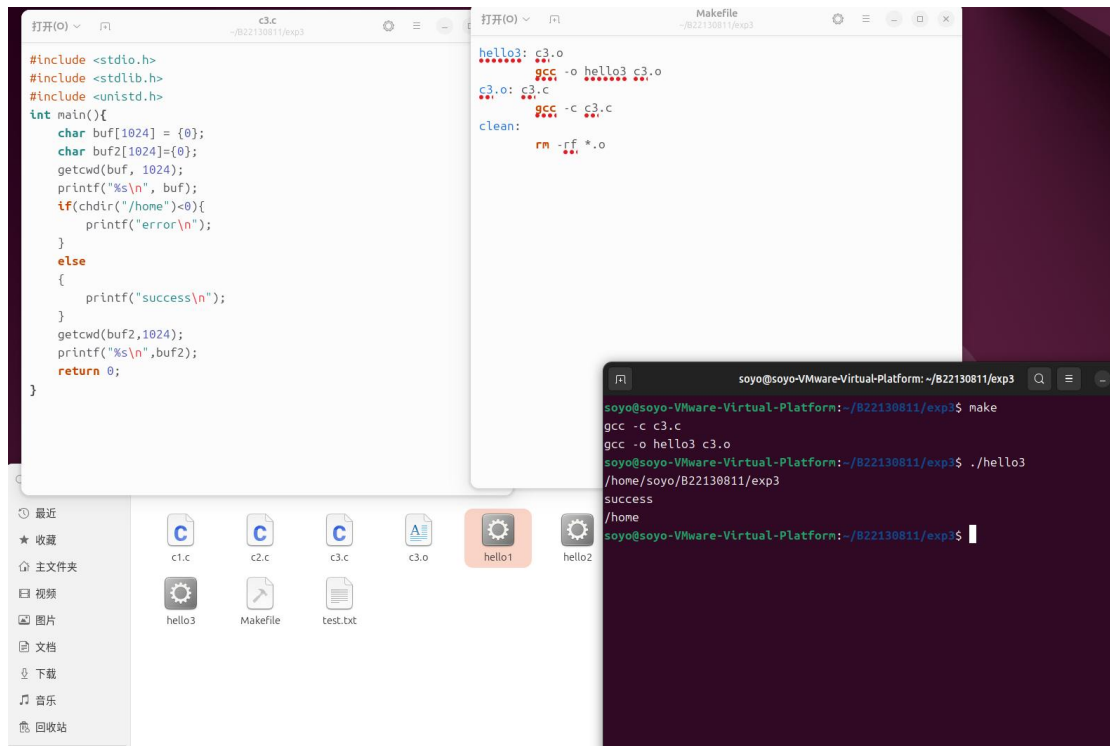 打开(O)
c3.c
~/B22130811/exp3
#include <stdio.h>
#include <stdlib.h>
#include <unistd.h>
int main(){
    char buf[1024] = {0};
    char buf2[1024]={0};
    getcwd(buf, 1024);
    printf("%s\n", buf);
    if(chdir("/home")<0){
        printf("error\n");
    }
    else
    {
        printf("success\n");
    }
    getcwd(buf2,1024);
    printf("%s\n",buf2);
    return 0;
}
打开(O)
Makefile
~/B22130811/exp3
hello3: c3.o
        gcc -o hello3 c3.o
c3.o: c3.c
        gcc -c c3.c
clean:
        rm -rf *.o
soyo@soyo-VMware-Virtual-Platform: ~/B22130811/exp3
soyo@soyo-VMware-Virtual-Platform:~/B22130811/exp3$ make
gcc -c c3.c
gcc -o hello3 c3.o
soyo@soyo-VMware-Virtual-Platform:~/B22130811/exp3$ ./hello3
/home/soyo/B22130811/exp3
success
/home
soyo@soyo-VMware-Virtual-Platform:~/B22130811/exp3$
最近
收藏
主文件夹
视频
图片
文档
下载
音乐
回收站
c1.c
c2.c
c3.c
c3.o
hello1
hello2
hello3
Makefile
test.txt